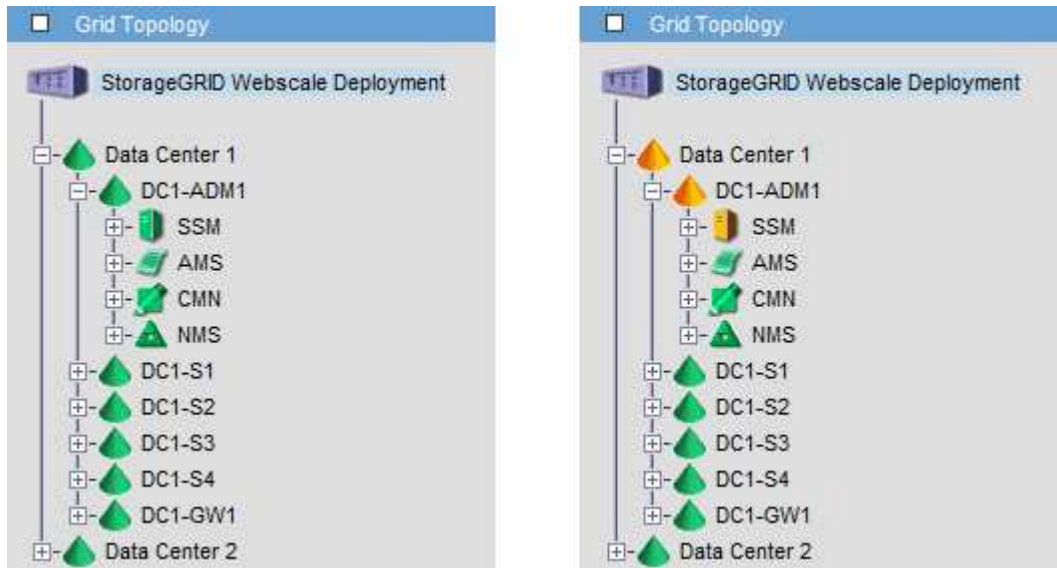 Grid Topology
StorageGRID Webscale Deployment
Data Center 1
DC1-ADM1
SSM
AMS
CMN
NMS
DC1-S1
DC1-S2
DC1-S3
DC1-S4
DC1-GW1
Data Center 2
Grid Topology
StorageGRID Webscale Deployment
Data Center 1
DC1-ADM1
SSM
AMS
CMN
NMS
DC1-S1
DC1-S2
DC1-S3
DC1-S4
DC1-GW1
Data Center 2